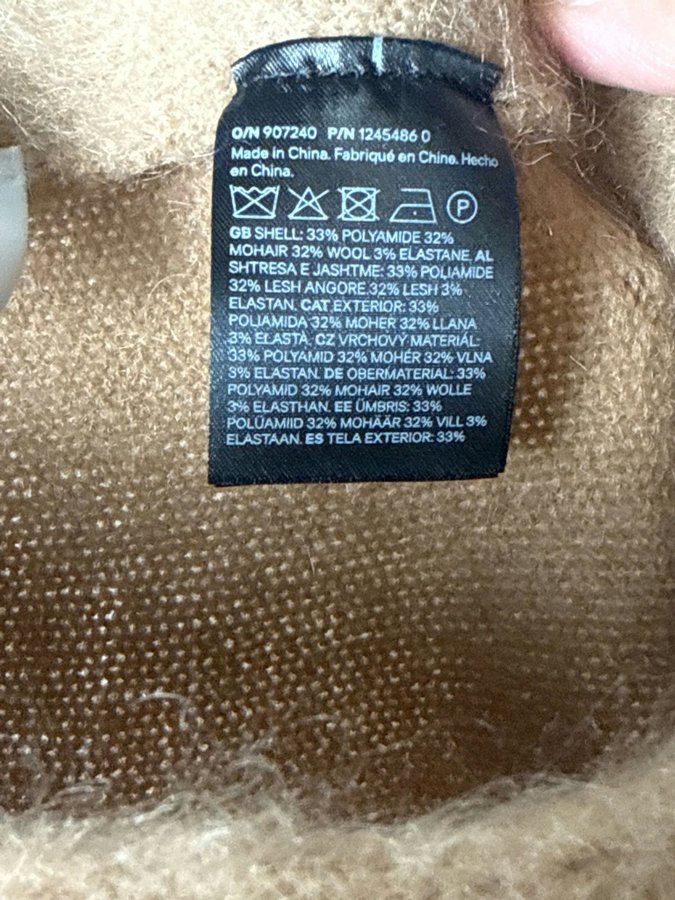 O/N 907240 P/N 1245486 0
Made in China. Fabriqué en Chine. Hecho
en China.
P
GB SHELL: 33% POLYAMIDE 32%
MOHAIR 32% WOOL 3% ELASTANE. AL
SHTRESA E JASHTME: 33% POLIAMIDE
32% LESH ANGORE 32% LESH 3%
ELASTAN. CAT EXTERIOR: 33%
POLIAMIDA 32% MOHER 32% LLANA
3% ELASTÀ. CZ VRCHOVÝ MATERIÁL:
33% POLYAMID 32% MOHÉR 32% VLNA
3% ELASTAN. DE OBERMATERIAL: 33%
POLYAMID 32% MOHAIR 32% WOLLE
3% ELASTHAN. EE ÜMBRIS: 33%
POLÜAMIID 32% MOHÄÄR 32% VILL 3%
ELASTAAN. ES TELA EXTERIOR: 33%